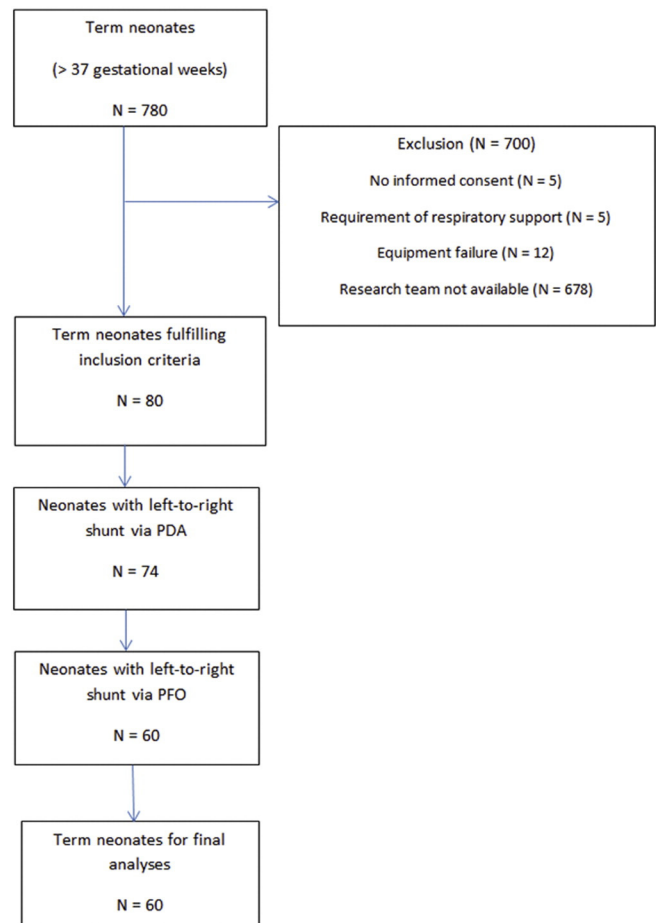 Term neonates
(> 37 gestational weeks)
N = 780
Exclusion (N = 700)
No informed consent (N = 5)
Requirement of respiratory support (N = 5)
Equipment failure (N = 12)
Research team not available (N = 678)
Term neonates fulfilling
inclusion criteria
N = 80
Neonates with left-to-right
shunt via PDA
N = 74
Neonates with left-to-right
shunt via PFO
N = 60
Term neonates for final
analyses
N = 60